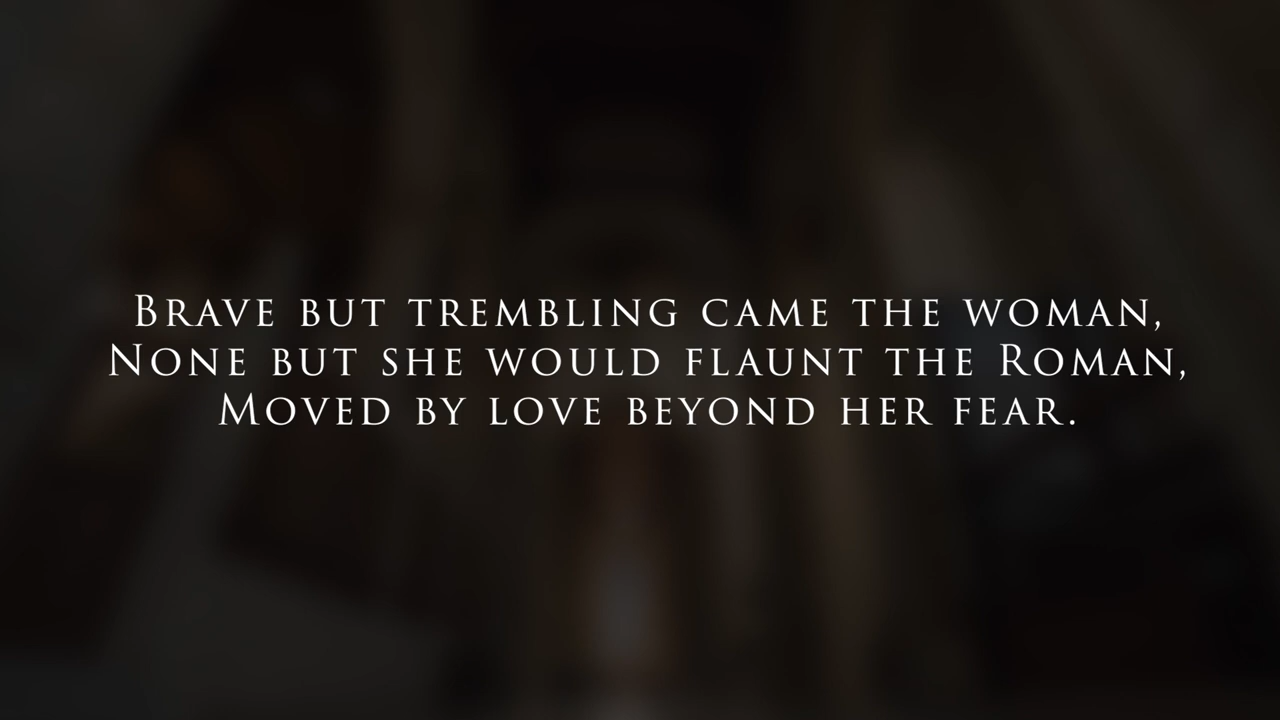 Brave but trembling came the woman,
None but she would flaunt the Roman,
Moved by love beyond her fear.